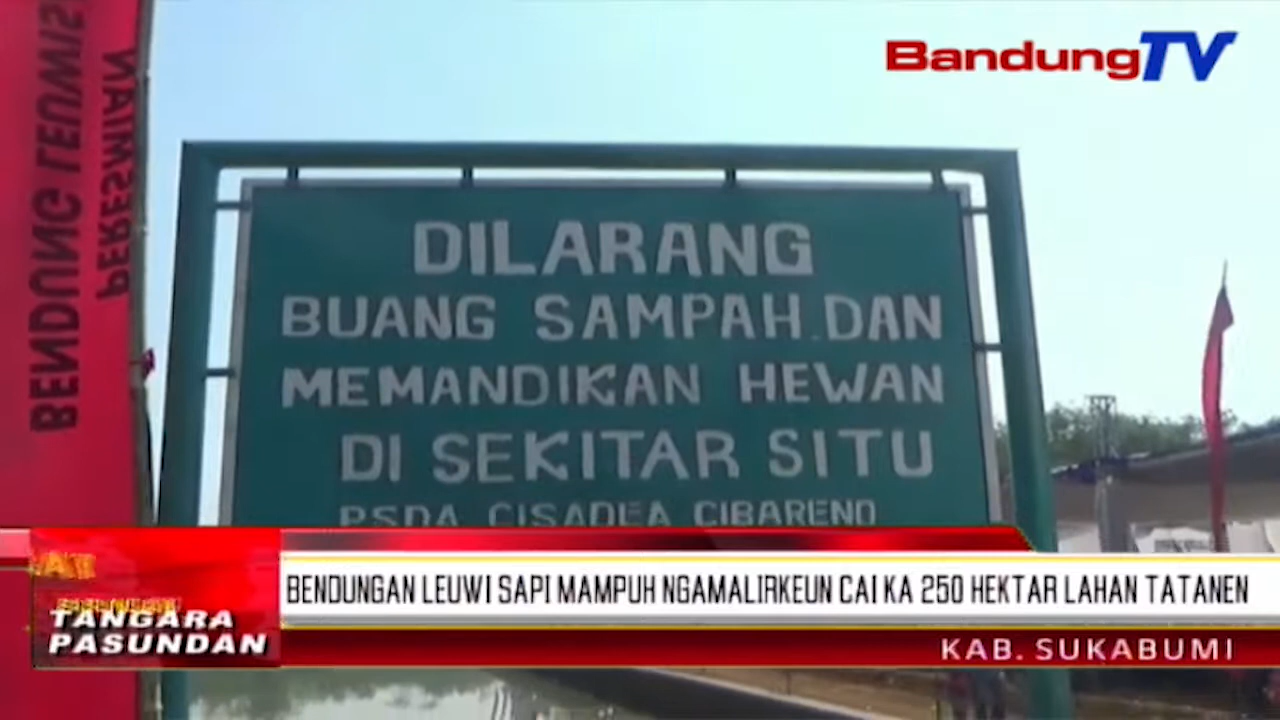 BandungTV
BENDUNG LEUWIS
PERESMIAN
DILARANG
BUANG SAMPAH DAN
MEMANDIKAN HEWAN
DI SEKITAR SITU
PSDA CISADEA CIBARENO
BENDUNGAN LEUWI SAPI MAMPUH NGAMALIRKEUN CAI KA 250 HEKTAR LAHAN TATANEN
TANGARA
PASUNDAN
KAB. SUKABUMI